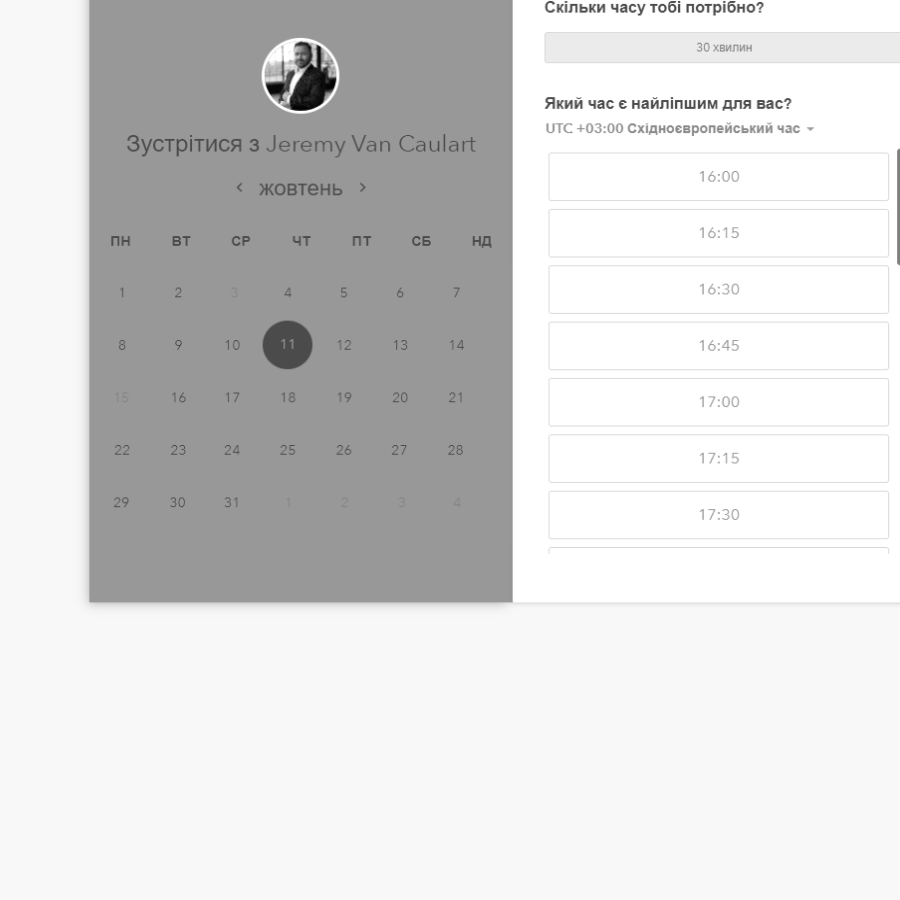 Зустрітися з Jeremy Van Caulart
жовтень
ПН ВТ СР ЧТ ПТ СБ НД
1 2 3 4 5 6 7
8 9 10 11 12 13 14
15 16 17 18 19 20 21
22 23 24 25 26 27 28
29 30 31 1 2 3 4
Скільки часу тобі потрібно?
30 хвилин
Який час є найліпшим для вас?
UTC +03:00 Східноєвропейський час
16:00
16:15
16:30
16:45
17:00
17:15
17:30